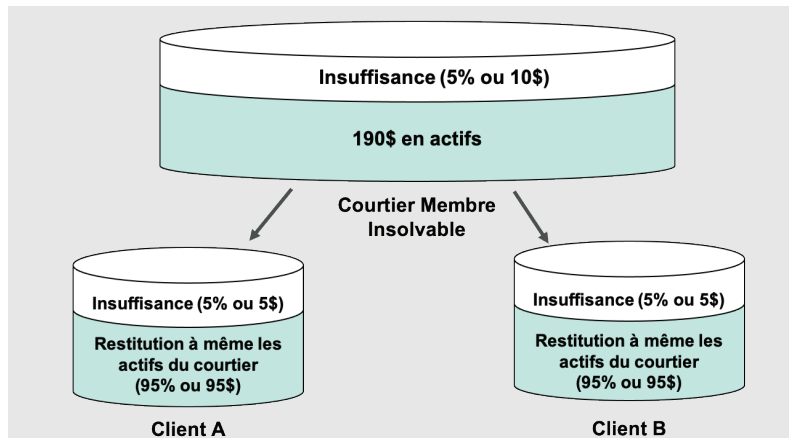 Insuffisance (5% ou 10$)
190$ en actifs
Courtier Membre
Insolvable
Insuffisance (5% ou 5$)
Restitution à même les
actifs du courtier
(95% ou 95$)
Client A
Insuffisance (5% ou 5$)
Restitution à même les
actifs du courtier
(95% ou 95$)
Client B